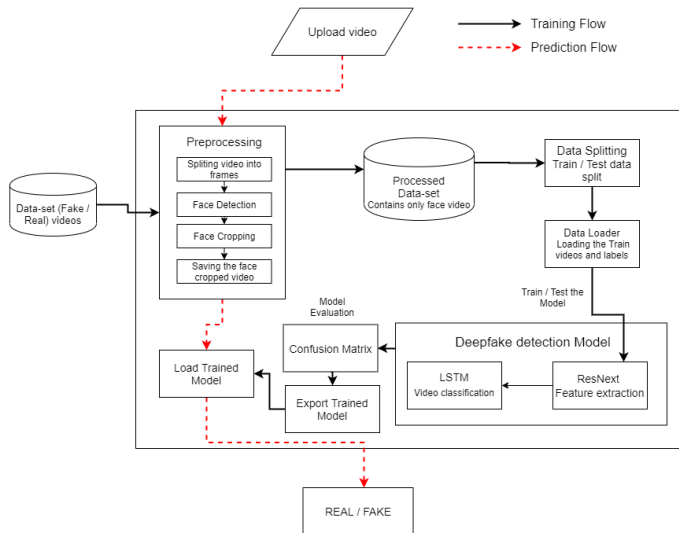 Upload video
Training Flow
Prediction Flow
Preprocessing
Spliting video into
frames
Face Detection
Face Cropping
Saving the face
cropped video
Processed
Data-set
Contains only face video
Data Splitting
Train / Test data
split
Data-set (Fake /
Real) videos
Data Loader
Loading the Train
videos and labels
Train / Test the
Model
Model
Evaluation
Deepfake detection Model
Confusion Matrix
Load Trained
Model
LSTM
Video classification
ResNext
Feature extraction
Export Trained
Model
REAL / FAKE